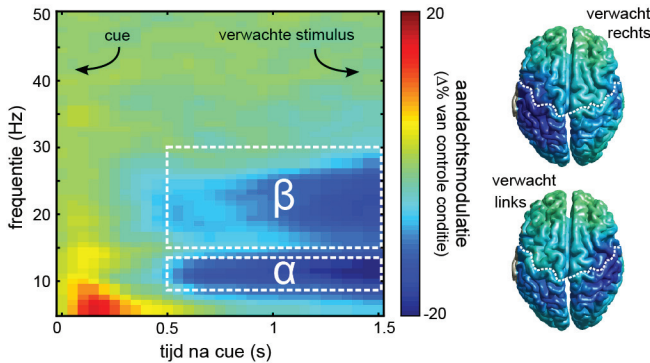 50
40
30
20
10
frequentie (Hz)
cue
verwachte stimulus
β
α
0
0.5
1
1.5
tijd na cue (s)
20
-20
aandachtsmodulatie
(Δ% van controle conditie)
verwacht
rechts
verwacht
links